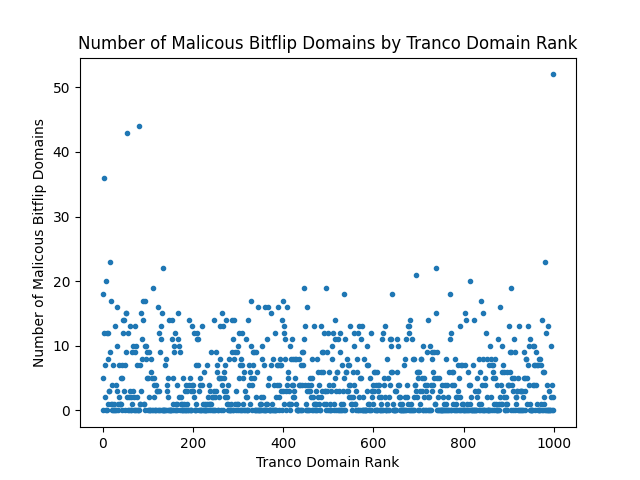 Number of Malicous Bitflip Domains by Tranco Domain Rank
Number of Malicous Bitflip Domains
50
40
30
20
10
0
0 200 400 600 800 1000
Tranco Domain Rank